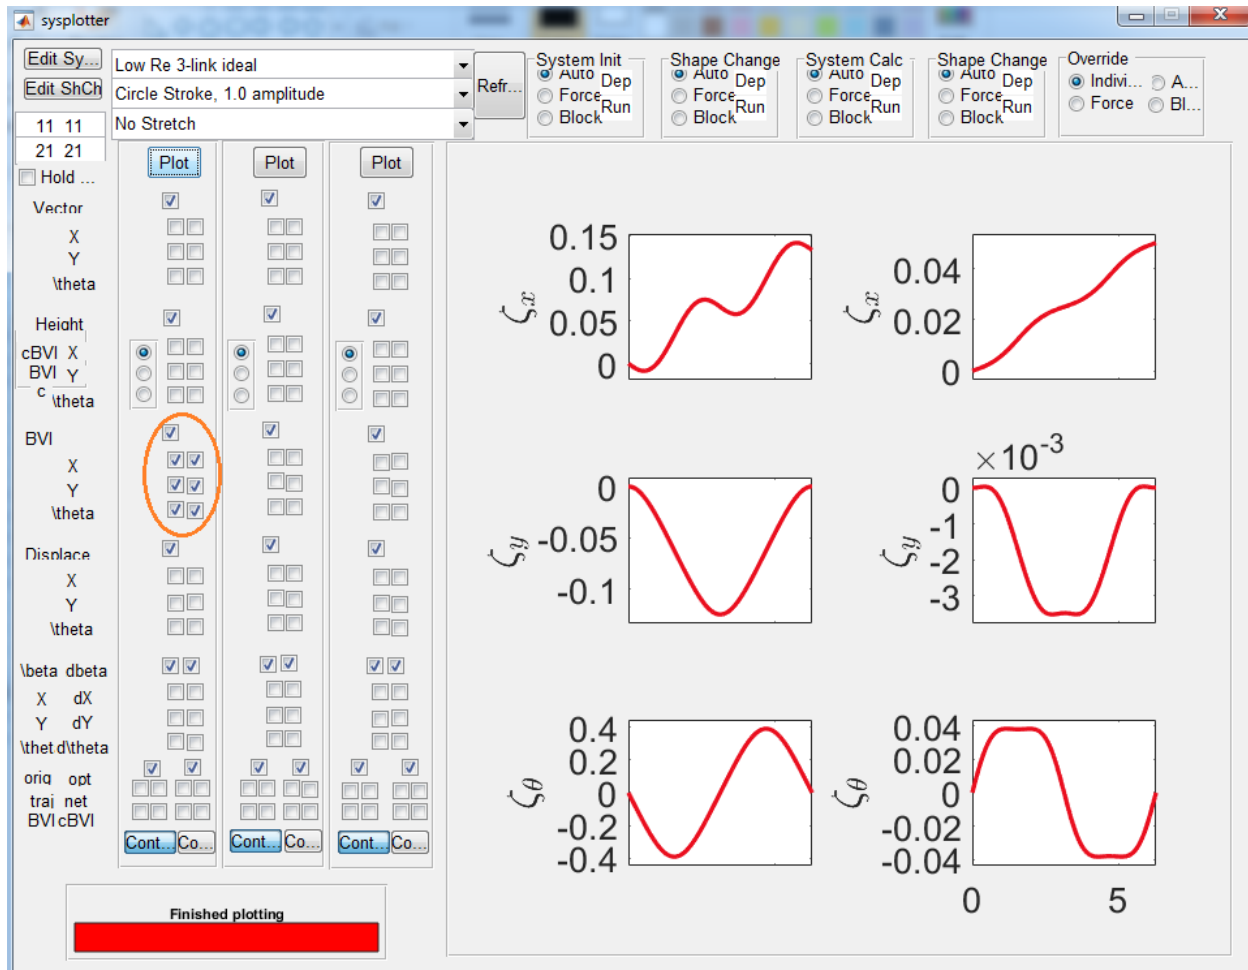 sysplotter
Edit Sy...
Edit ShCh
Low Re 3-link ideal
Circle Stroke, 1.0 amplitude
No Stretch
Refr...
System Init
Auto Dep
Force
Run
Block
Shape Change
Auto Dep
Force
Run
Block
System Calc
Auto Dep
Force
Run
Block
Shape Change
Auto Dep
Force
Run
Block
Override
Indivi... A...
Force Bl...
11 11
21 21
Hold ...
Plot Plot Plot
Vector
X
Y
\theta
Height
cBVI X
BVI Y
c \theta
BVI
X
Y
\theta
Displace
X
Y
\theta
\beta dbeta
X dX
Y dY
\thet d\theta
orig opt
traj net
BVI cBVI
Cont... Co... Cont... Co... Cont... Co...
Finished plotting
0.15
0.1
0.05
0
ζx
0.04
0.02
0
ζx
0
-0.05
-0.1
ζy
×10-3
0
-1
-2
-3
ζy
0.4
0.2
0
-0.2
-0.4
ζθ
0.04
0.02
0
-0.02
-0.04
ζθ
0 5